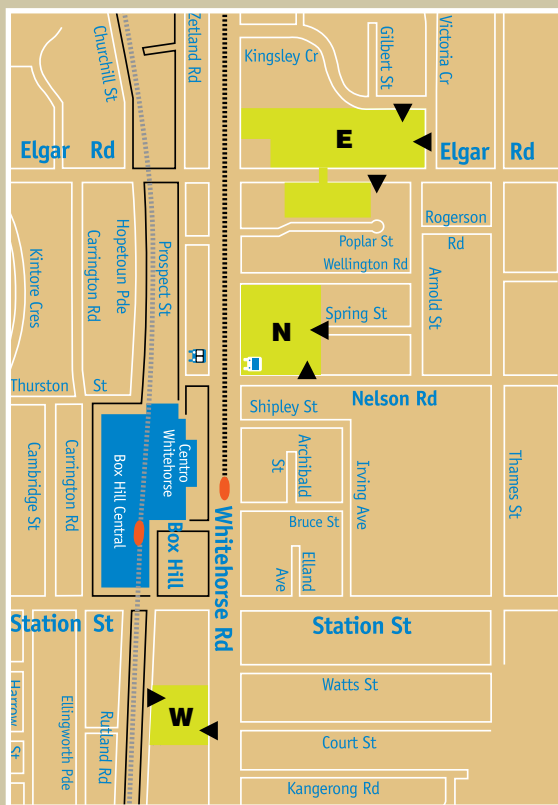 Churchill St
Zetland Rd
Kingsley Cr
Gilbert St
Victoria Cr
E
Elgar Rd
Elgar Rd
Rogerson
Rd
Poplar St
Wellington Rd
Kintore Cres
Carrington Rd
Hopetoun Pde
Prospect St
Arnold St
N
Spring St
Thurston St
Nelson Rd
Shipley St
Cambridge St
Carrington Rd
Box Hill Central
Centro
Whitehorse
Box Hill
Whitehorse Rd
Archibald
St
Irving Ave
Thames St
Bruce St
Elland
Ave
Station St
Station St
Harrow
St
Ellingworth Pde
Rutland Rd
W
Watts St
Court St
Kangerong Rd